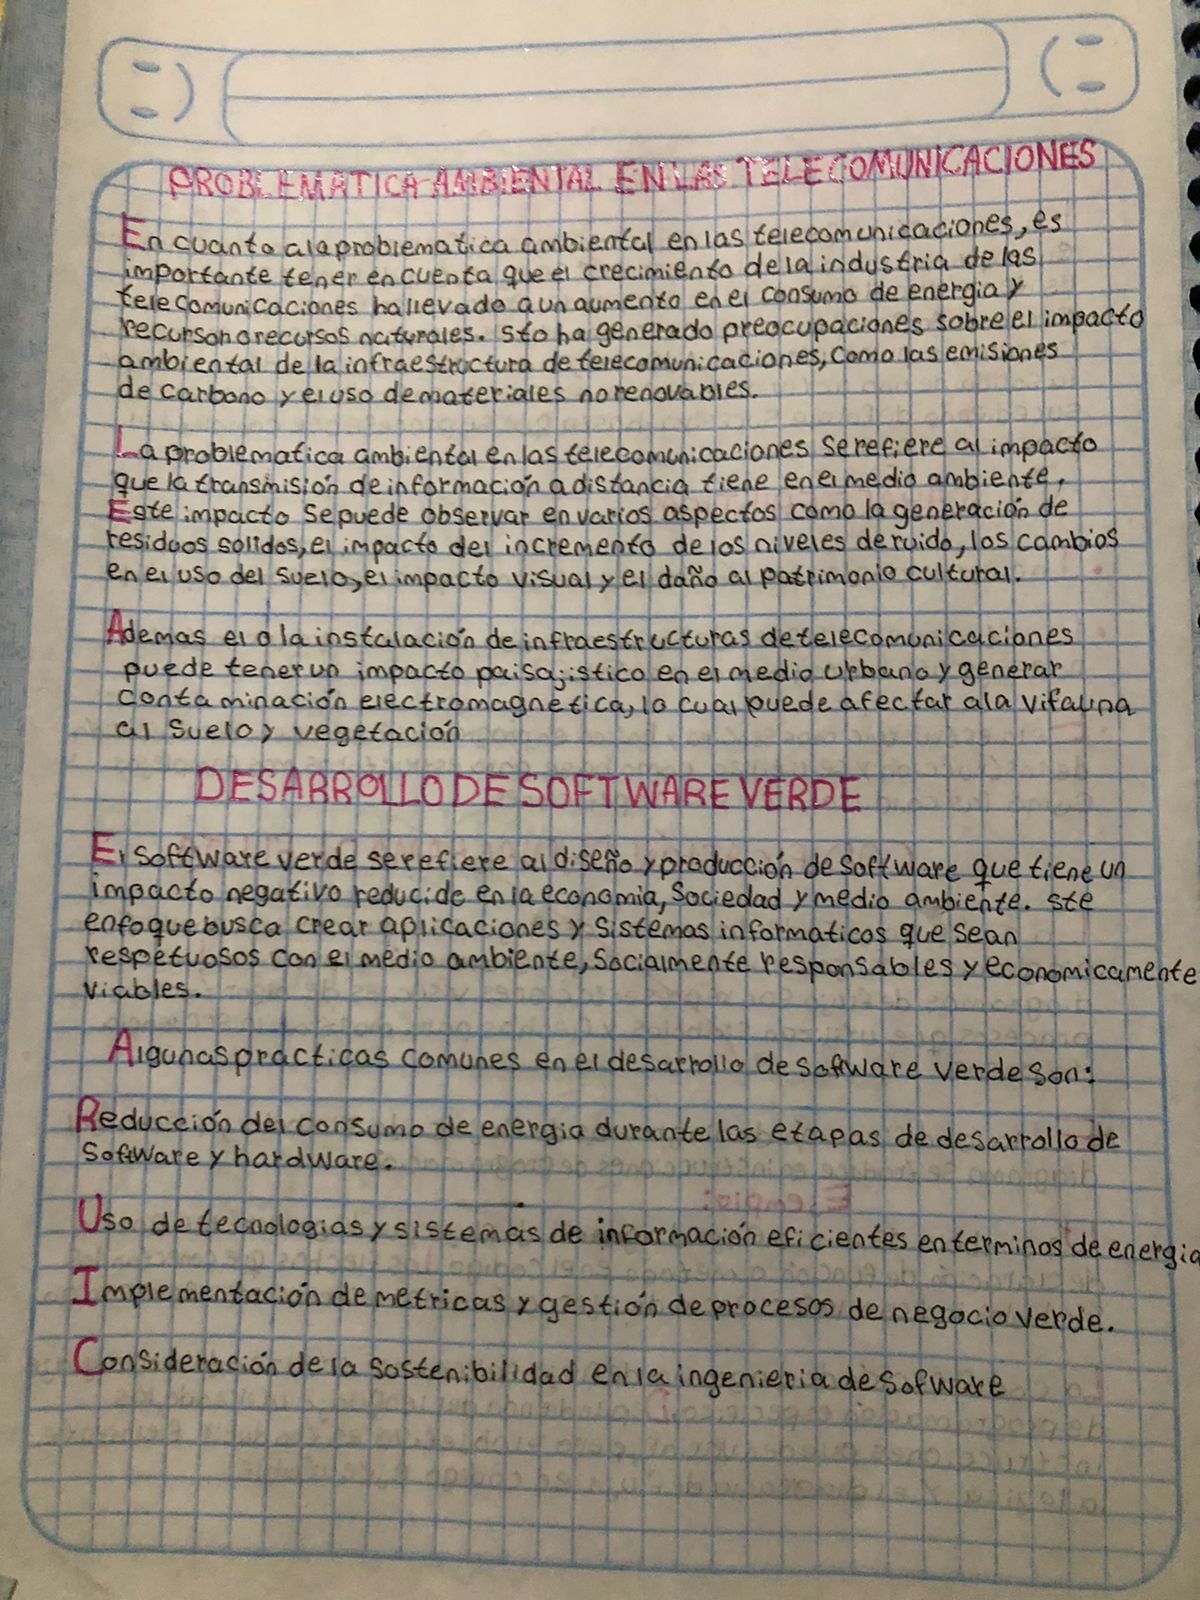 PROBLEMATICA AMBIENTAL EN LAS TELECOMUNICACIONES
En cuanto a la problematica ambiental en las telecomunicaciones, es
importante tener en cuenta que el crecimiento de la industria de las
telecomunicaciones ha llevado a un aumento en el consumo de energia y
recurson o recursos naturales. Sto ha generado preocupaciones sobre el impacto
ambiental de la infraestructura de telecomunicaciones, como las emisiones
de carbono y el uso de materiales no renovables.
La problematica ambiental en las telecomunicaciones se refiere al impacto
que la transmisión de información a distancia tiene en el medio ambiente.
Este impacto se puede observar en varios aspectos como la generación de
residuos solidos, el impacto del incremento de los niveles de ruido, los cambios
en el uso del suelo, el impacto visual y el daño al patrimonio cultural.
Ademas el o la instalación de infraestructuras de telecomunicaciones
puede tener un impacto paisajistico en el medio urbano y generar
contaminación electromagnetica, lo cual puede afectar a la vifauna
al suelo y vegetación
DESARROLLO DE SOFTWARE VERDE
El software verde se refiere al diseño y producción de software que tiene un
impacto negativo reducide en la economia, Sociedad y medio ambiente. ste
enfoque busca crear aplicaciones y sistemas informaticos que sean
respetuosos con el medio ambiente, Socialmente responsables y economicamente
viables.
Algunas practicas comunes en el desarrollo de software verde son:
Reducción del consumo de energia durante las etapas de desarrollo de
Software y hardware.
Uso de tecnologias y sistemas de información eficientes en terminos de energia
Implementación de metricas y gestión de procesos de negocio verde.
Consideración de la sostenibilidad en la ingenieria de Sofware